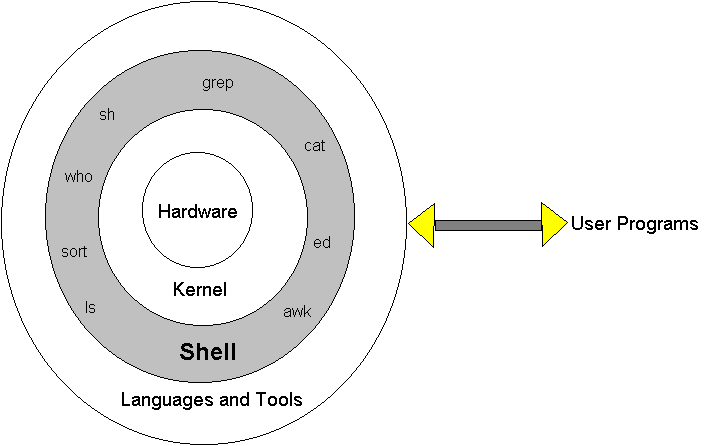 grep
sh
cat
who
Hardware
User Programs
ed
sort
Kernel
ls
awk
Shell
Languages and Tools